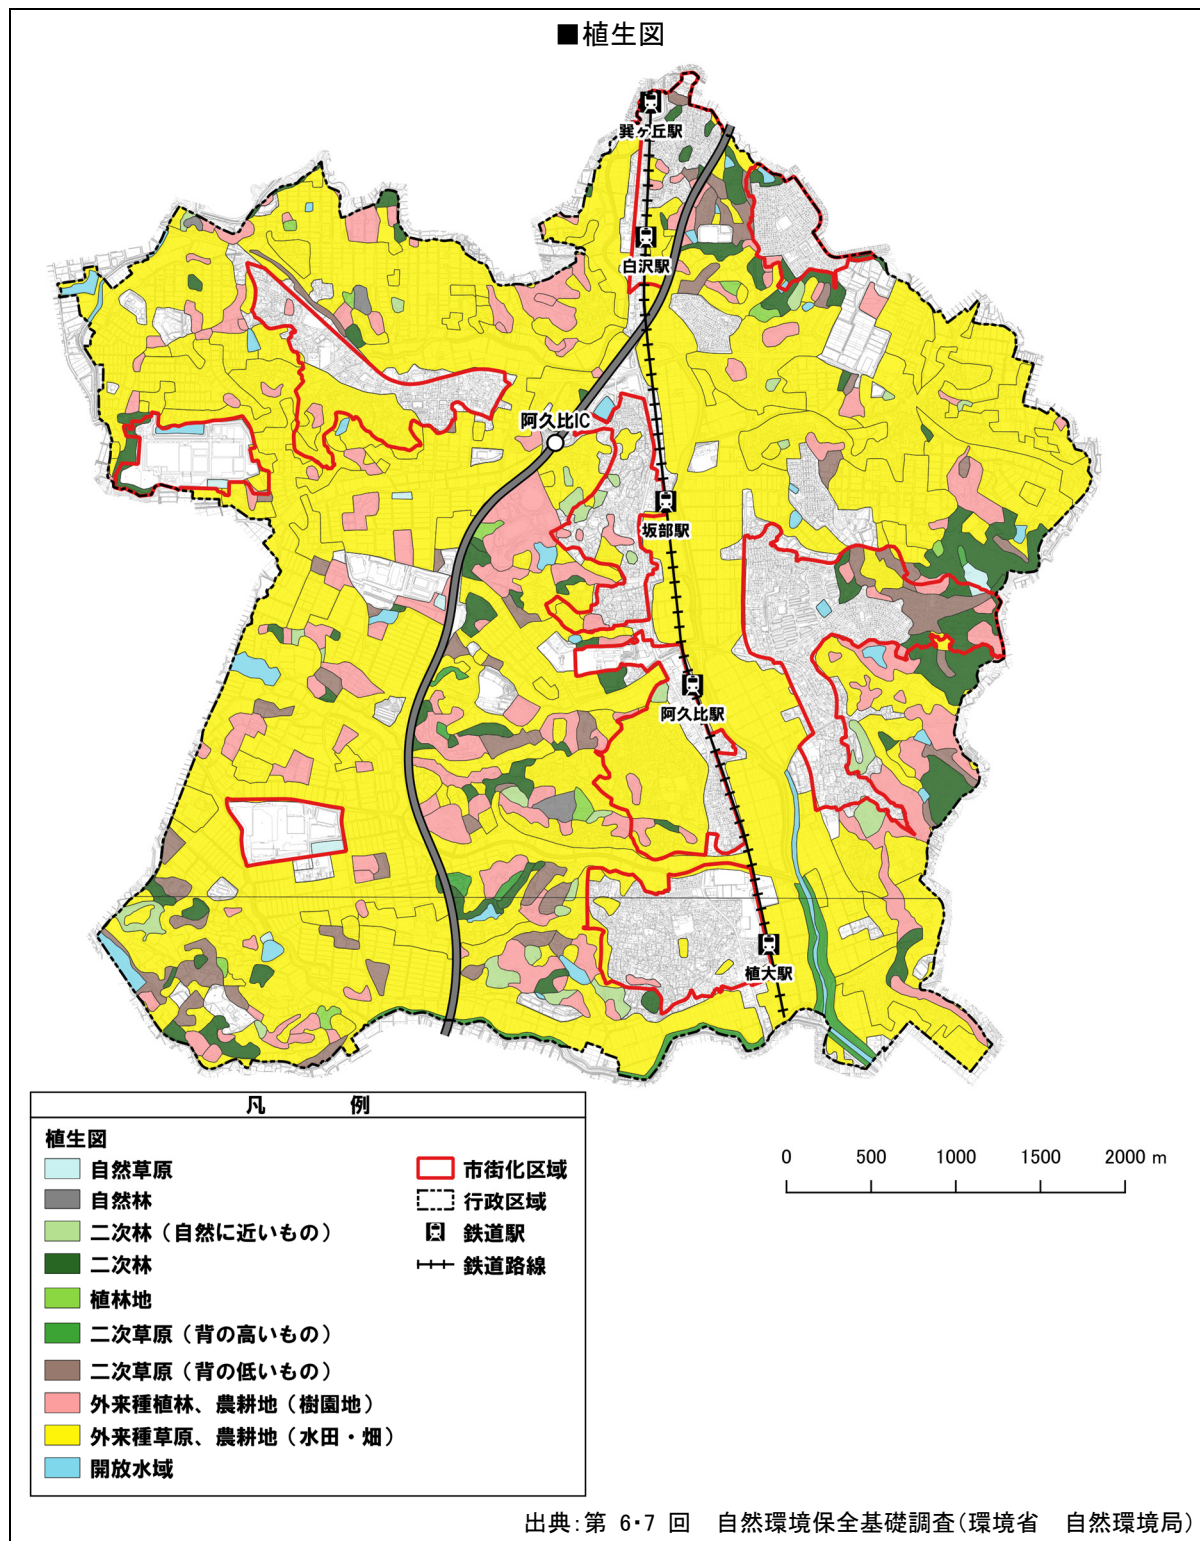 ■植生図
巽ヶ丘駅
白沢駅
阿久比IC
坂部駅
阿久比駅
植大駅
凡 例
植生図
自然草原
自然林
二次林（自然に近いもの）
二次林
植林地
二次草原（背の高いもの）
二次草原（背の低いもの）
外来種植林、農耕地（樹園地）
外来種草原、農耕地（水田・畑）
開放水域
市街化区域
行政区域
鉄道駅
鉄道路線
0 500 1000 1500 2000 m
出典：第 6・7 回 自然環境保全基礎調査（環境省 自然環境局）